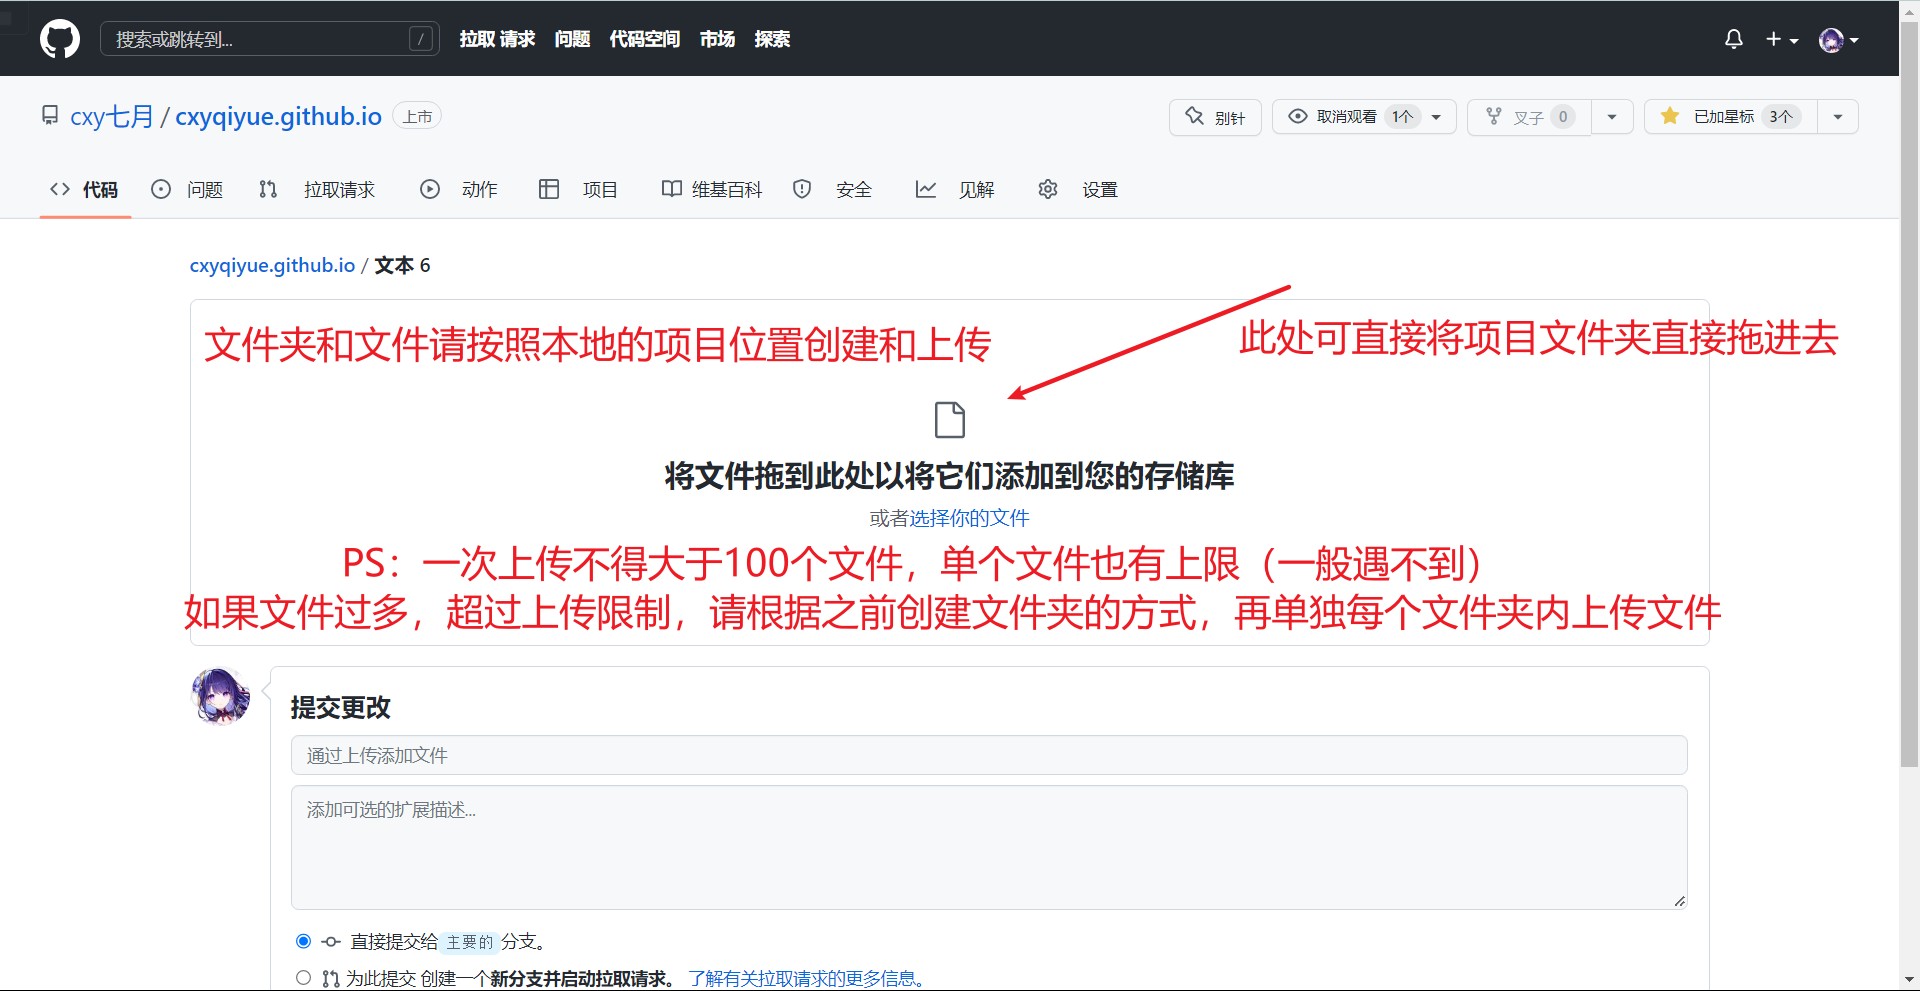 搜索或跳转到... / 拉取 请求 问题 代码空间 市场 探索
cxy七月 / cxyqiyue.github.io 上市 别针 取消观看 1个 叉子 0 已加星标 3个
代码 问题 拉取请求 动作 项目 维基百科 安全 见解 设置
cxyqiyue.github.io / 文本 6
文件夹和文件请按照本地的项目位置创建和上传
此处可直接将项目文件夹直接拖进去
将文件拖到此处以将它们添加到您的存储库
或者选择你的文件
PS：一次上传不得大于100个文件，单个文件也有上限（一般遇不到）
如果文件过多，超过上传限制，请根据之前创建文件夹的方式，再单独每个文件夹内上传文件
提交更改
通过上传添加文件
添加可选的扩展描述...
直接提交给 主要的 分支。
为此提交 创建一个新分支并启动拉取请求。 了解有关拉取请求的更多信息。